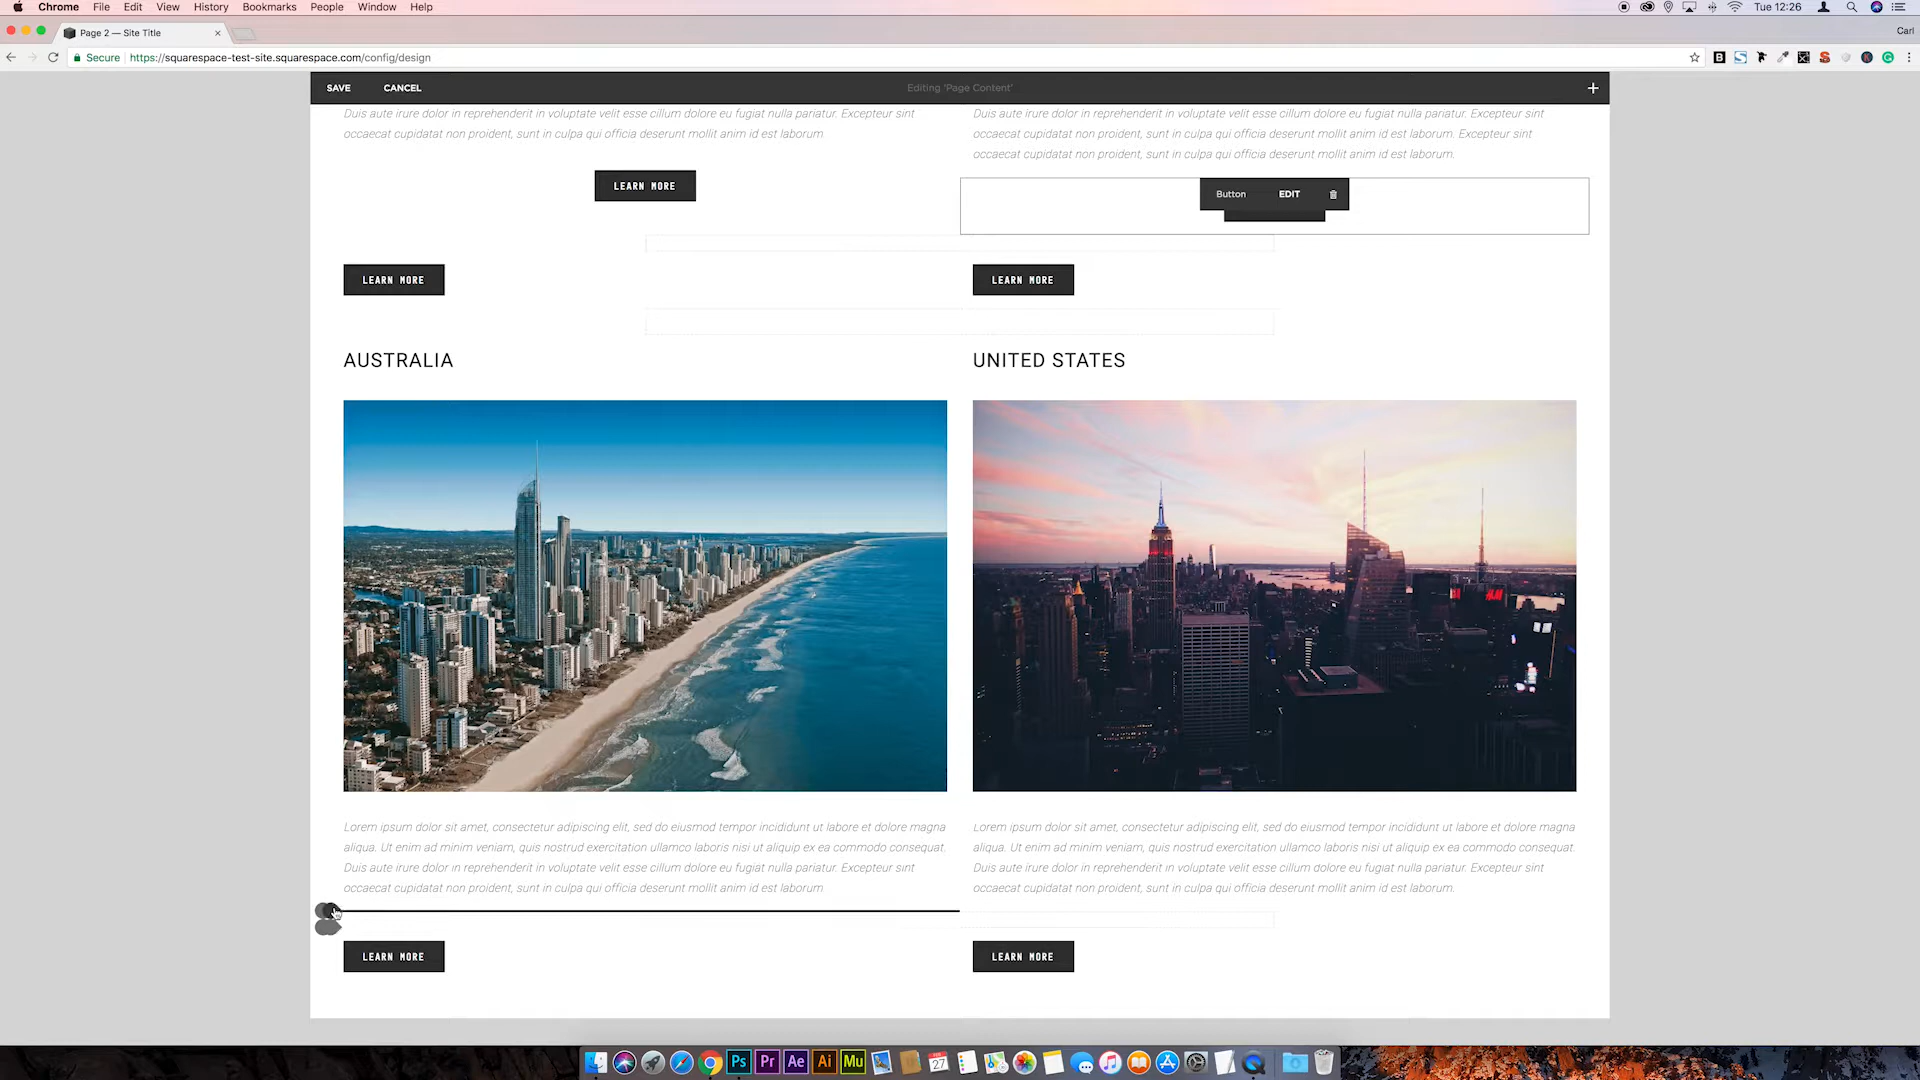 Chrome File Edit View History Bookmarks People Window Help
Tue 12:26
Page 2 — Site Title
Carl
Secure https://squarespace-test-site.squarespace.com/config/design
SAVE CANCEL Editing 'Page Content' +
Duis aute irure dolor in reprehenderit in voluptate velit esse cillum dolore eu fugiat nulla pariatur. Excepteur sint
occaecat cupidatat non proident, sunt in culpa qui officia deserunt mollit anim id est laborum.
Duis aute irure dolor in reprehenderit in voluptate velit esse cillum dolore eu fugiat nulla pariatur. Excepteur sint
occaecat cupidatat non proident, sunt in culpa qui officia deserunt mollit anim id est laborum. Excepteur sint
occaecat cupidatat non proident, sunt in culpa qui officia deserunt mollit anim id est laborum.
LEARN MORE
Button EDIT
LEARN MORE
LEARN MORE
AUSTRALIA
UNITED STATES
H&M
Lorem ipsum dolor sit amet, consectetur adipiscing elit, sed do eiusmod tempor incididunt ut labore et dolore magna
aliqua. Ut enim ad minim veniam, quis nostrud exercitation ullamco laboris nisi ut aliquip ex ea commodo consequat.
Duis aute irure dolor in reprehenderit in voluptate velit esse cillum dolore eu fugiat nulla pariatur. Excepteur sint
occaecat cupidatat non proident, sunt in culpa qui officia deserunt mollit anim id est laborum.
Lorem ipsum dolor sit amet, consectetur adipiscing elit, sed do eiusmod tempor incididunt ut labore et dolore magna
aliqua. Ut enim ad minim veniam, quis nostrud exercitation ullamco laboris nisi ut aliquip ex ea commodo consequat.
Duis aute irure dolor in reprehenderit in voluptate velit esse cillum dolore eu fugiat nulla pariatur. Excepteur sint
occaecat cupidatat non proident, sunt in culpa qui officia deserunt mollit anim id est laborum.
LEARN MORE
LEARN MORE
Ps Pr Ae Ai Mu 27